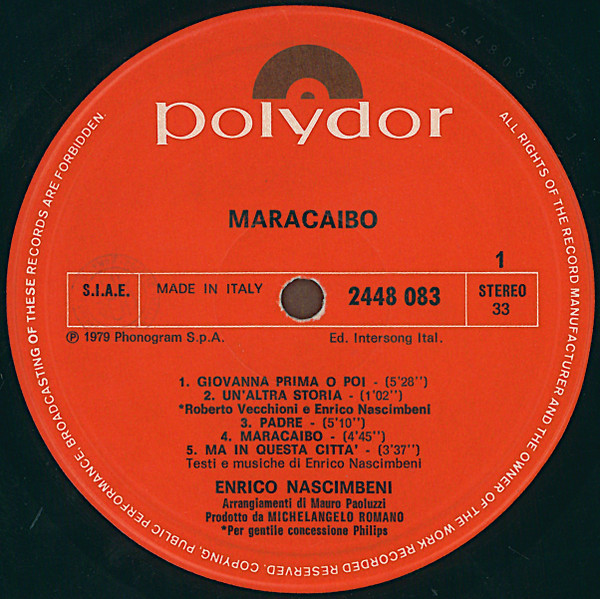 2448 083
polydor
MARACAIBO
1
S.I.A.E.
MADE IN ITALY
2448 083
STEREO
33
℗ 1979 Phonogram S.p.A.
Ed. Intersong Ital.
1. GIOVANNA PRIMA O POI - (5'28'')
2. UN'ALTRA STORIA - (1'02'')
*Roberto Vecchioni e Enrico Nascimbeni
3. PADRE - (5'10'')
4. MARACAIBO - (4'45'')
5. MA IN QUESTA CITTA' - (3'37'')
Testi e musiche di Enrico Nascimbeni
ENRICO NASCIMBENI
Arrangiamenti di Mauro Paoluzzi
Prodotto da MICHELANGELO ROMANO
*Per gentile concessione Philips
ALL RIGHTS OF THE RECORD MANUFACTURER AND THE OWNER OF THE WORK RECORDED RESERVED. COPYING, PUBLIC PERFORMANCE, BROADCASTING OF THESE RECORDS ARE FORBIDDEN.